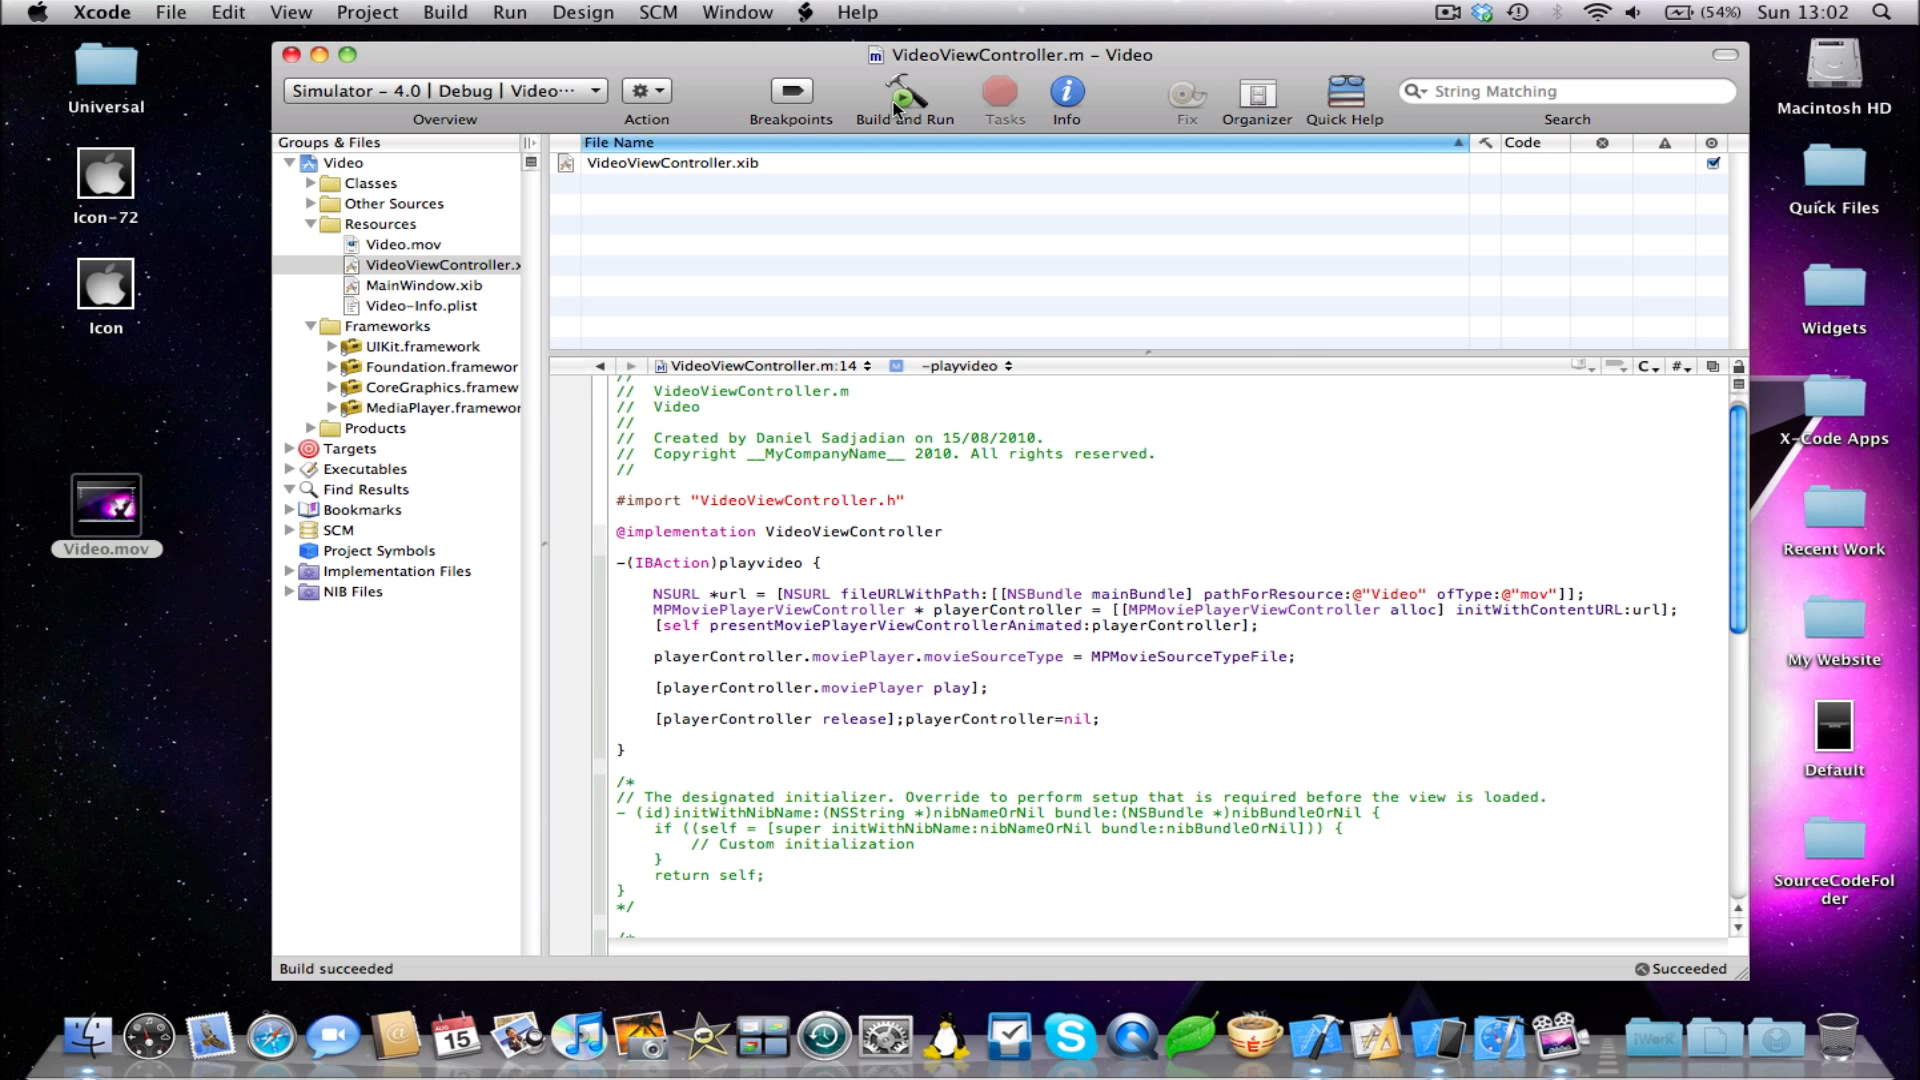 Xcode File Edit View Project Build Run Design SCM Window Help (54%) Sun 13:02
VideoViewController.m - Video
Simulator - 4.0 | Debug | Video···
String Matching
Overview Action Breakpoints Build and Run Tasks Info Fix Organizer Quick Help Search
Groups & Files
Video
Classes
Other Sources
Resources
Video.mov
VideoViewController.x
MainWindow.xib
Video-Info.plist
Frameworks
UIKit.framework
Foundation.framewor
CoreGraphics.framew
MediaPlayer.framewor
Products
Targets
Executables
Find Results
Bookmarks
SCM
Project Symbols
Implementation Files
NIB Files
File Name Code
VideoViewController.xib
VideoViewController.m:14 -playvideo C #
//
// VideoViewController.m
// Video
//
// Created by Daniel Sadjadian on 15/08/2010.
// Copyright __MyCompanyName__ 2010. All rights reserved.
//
#import "VideoViewController.h"
@implementation VideoViewController
-(IBAction)playvideo {
NSURL *url = [NSURL fileURLWithPath:[[NSBundle mainBundle] pathForResource:@"Video" ofType:@"mov"]];
MPMoviePlayerViewController * playerController = [[MPMoviePlayerViewController alloc] initWithContentURL:url];
[self presentMoviePlayerViewControllerAnimated:playerController];
playerController.moviePlayer.movieSourceType = MPMovieSourceTypeFile;
[playerController.moviePlayer play];
[playerController release];playerController=nil;
}
/*
// The designated initializer. Override to perform setup that is required before the view is loaded.
- (id)initWithNibName:(NSString *)nibNameOrNil bundle:(NSBundle *)nibBundleOrNil {
if ((self = [super initWithNibName:nibNameOrNil bundle:nibBundleOrNil])) {
// Custom initialization
}
return self;
}
*/
/*
Build succeeded Succeeded
Universal
Icon-72
Icon
Video.mov
Macintosh HD
Quick Files
Widgets
X-Code Apps
Recent Work
My Website
Default
SourceCodeFol
der
AUG
15
iWork